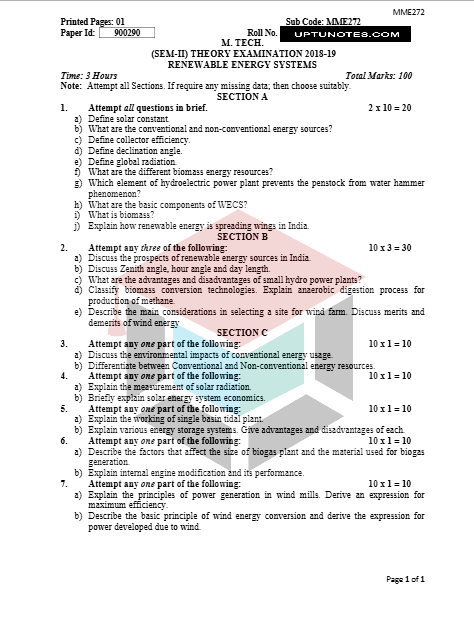 MME272
Printed Pages: 01 Sub Code: MME272
Paper Id: 900290 Roll No. UPTUNOTES.COM
M. TECH.
(SEM-II) THEORY EXAMINATION 2018-19
RENEWABLE ENERGY SYSTEMS
Time: 3 Hours Total Marks: 100
Note: Attempt all Sections. If require any missing data; then choose suitably.
SECTION A
1. Attempt all questions in brief. 2 x 10 = 20
a) Define solar constant.
b) What are the conventional and non-conventional energy sources?
c) Define collector efficiency.
d) Define declination angle.
e) Define global radiation.
f) What are the different biomass energy resources?
g) Which element of hydroelectric power plant prevents the penstock from water hammer
phenomenon?
h) What are the basic components of WECS?
i) What is biomass?
j) Explain how renewable energy is spreading wings in India.
SECTION B
2. Attempt any three of the following: 10 x 3 = 30
a) Discuss the prospects of renewable energy sources in India.
b) Discuss Zenith angle, hour angle and day length.
c) What are the advantages and disadvantages of small hydro power plants?
d) Classify biomass conversion technologies. Explain anaerobic digestion process for
production of methane.
e) Describe the main considerations in selecting a site for wind farm. Discuss merits and
demerits of wind energy
SECTION C
3. Attempt any one part of the following: 10 x 1 = 10
a) Discuss the environmental impacts of conventional energy usage.
b) Differentiate between Conventional and Non-conventional energy resources.
4. Attempt any one part of the following: 10 x 1 = 10
a) Explain the measurement of solar radiation.
b) Briefly explain solar energy system economics.
5. Attempt any one part of the following: 10 x 1 = 10
a) Explain the working of single basin tidal plant.
b) Explain various energy storage systems. Give advantages and disadvantages of each.
6. Attempt any one part of the following: 10 x 1 = 10
a) Describe the factors that affect the size of biogas plant and the material used for biogas
generation.
b) Explain internal engine modification and its performance.
7. Attempt any one part of the following: 10 x 1 = 10
a) Explain the principles of power generation in wind mills. Derive an expression for
maximum efficiency.
b) Describe the basic principle of wind energy conversion and derive the expression for
power developed due to wind.
Page 1 of 1